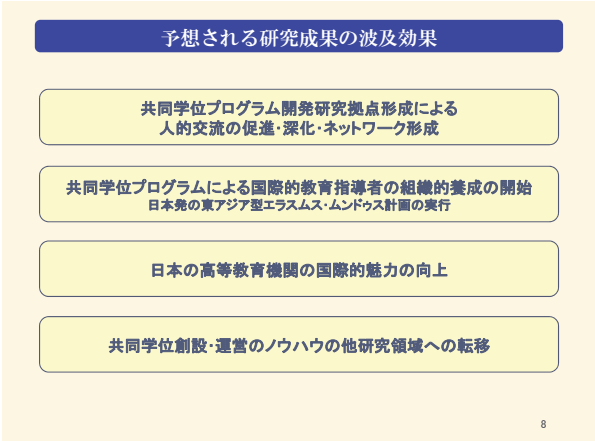 予想される研究成果の波及効果
共同学位プログラム開発研究拠点形成による
人的交流の促進･深化･ネットワーク形成
共同学位プログラムによる国際的教育指導者の組織的養成の開始
日本発の東アジア型エラスムス･ムンドゥス計画の実行
日本の高等教育機関の国際的魅力の向上
共同学位創設･運営のノウハウの他研究領域への転移
8